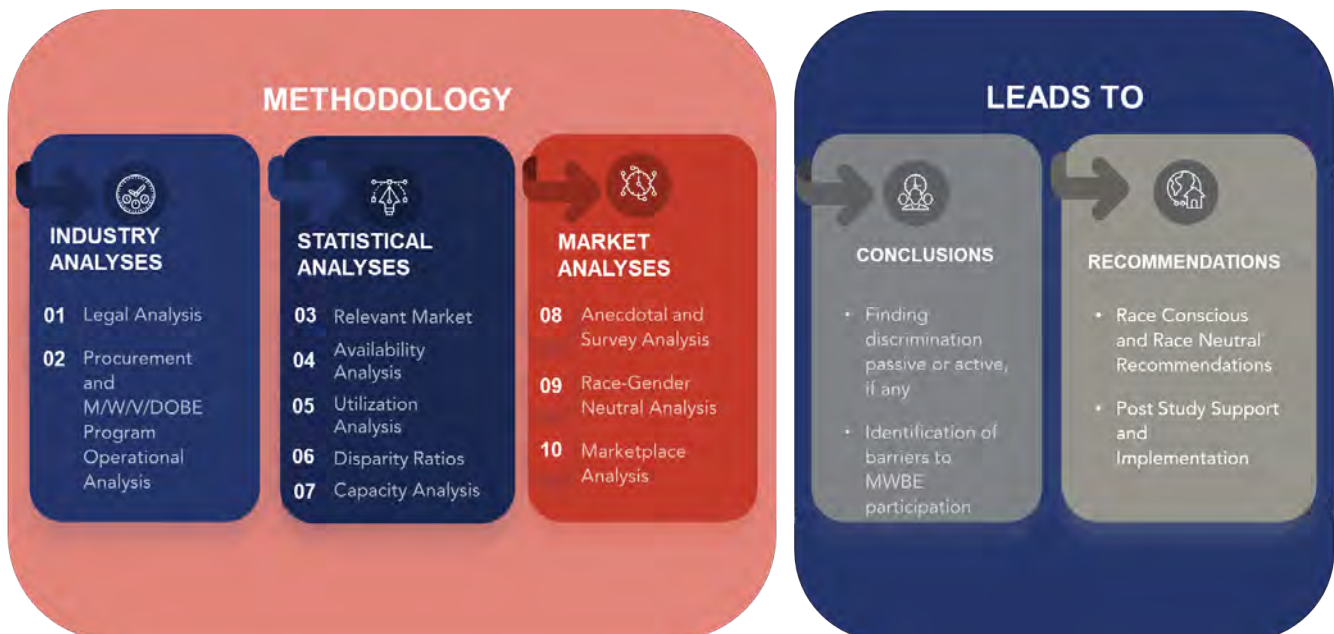 METHODOLOGY
INDUSTRY
ANALYSES
01 Legal Analysis
02 Procurement
and
M/W/V/DOBE
Program
Operational
Analysis
STATISTICAL
ANALYSES
03 Relevant Market
04 Availability
Analysis
05 Utilization
Analysis
06 Disparity Ratios
07 Capacity Analysis
MARKET
ANALYSES
08 Anecdotal and
Survey Analysis
09 Race-Gender
Neutral Analysis
10 Marketplace
Analysis
LEADS TO
CONCLUSIONS
• Finding
discrimination
passive or active,
if any
• Identification of
barriers to
MWBE
participation
RECOMMENDATIONS
• Race Conscious
and Race Neutral
Recommendations
• Post Study Support
and
Implementation